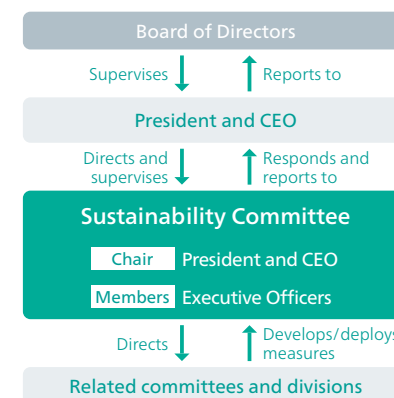 Board of Directors
Supervises
Reports to
President and CEO
Directs and
supervises
Responds and
reports to
Sustainability Committee
Chair President and CEO
Members Executive Officers
Directs
Develops/deploys
measures
Related committees and divisions